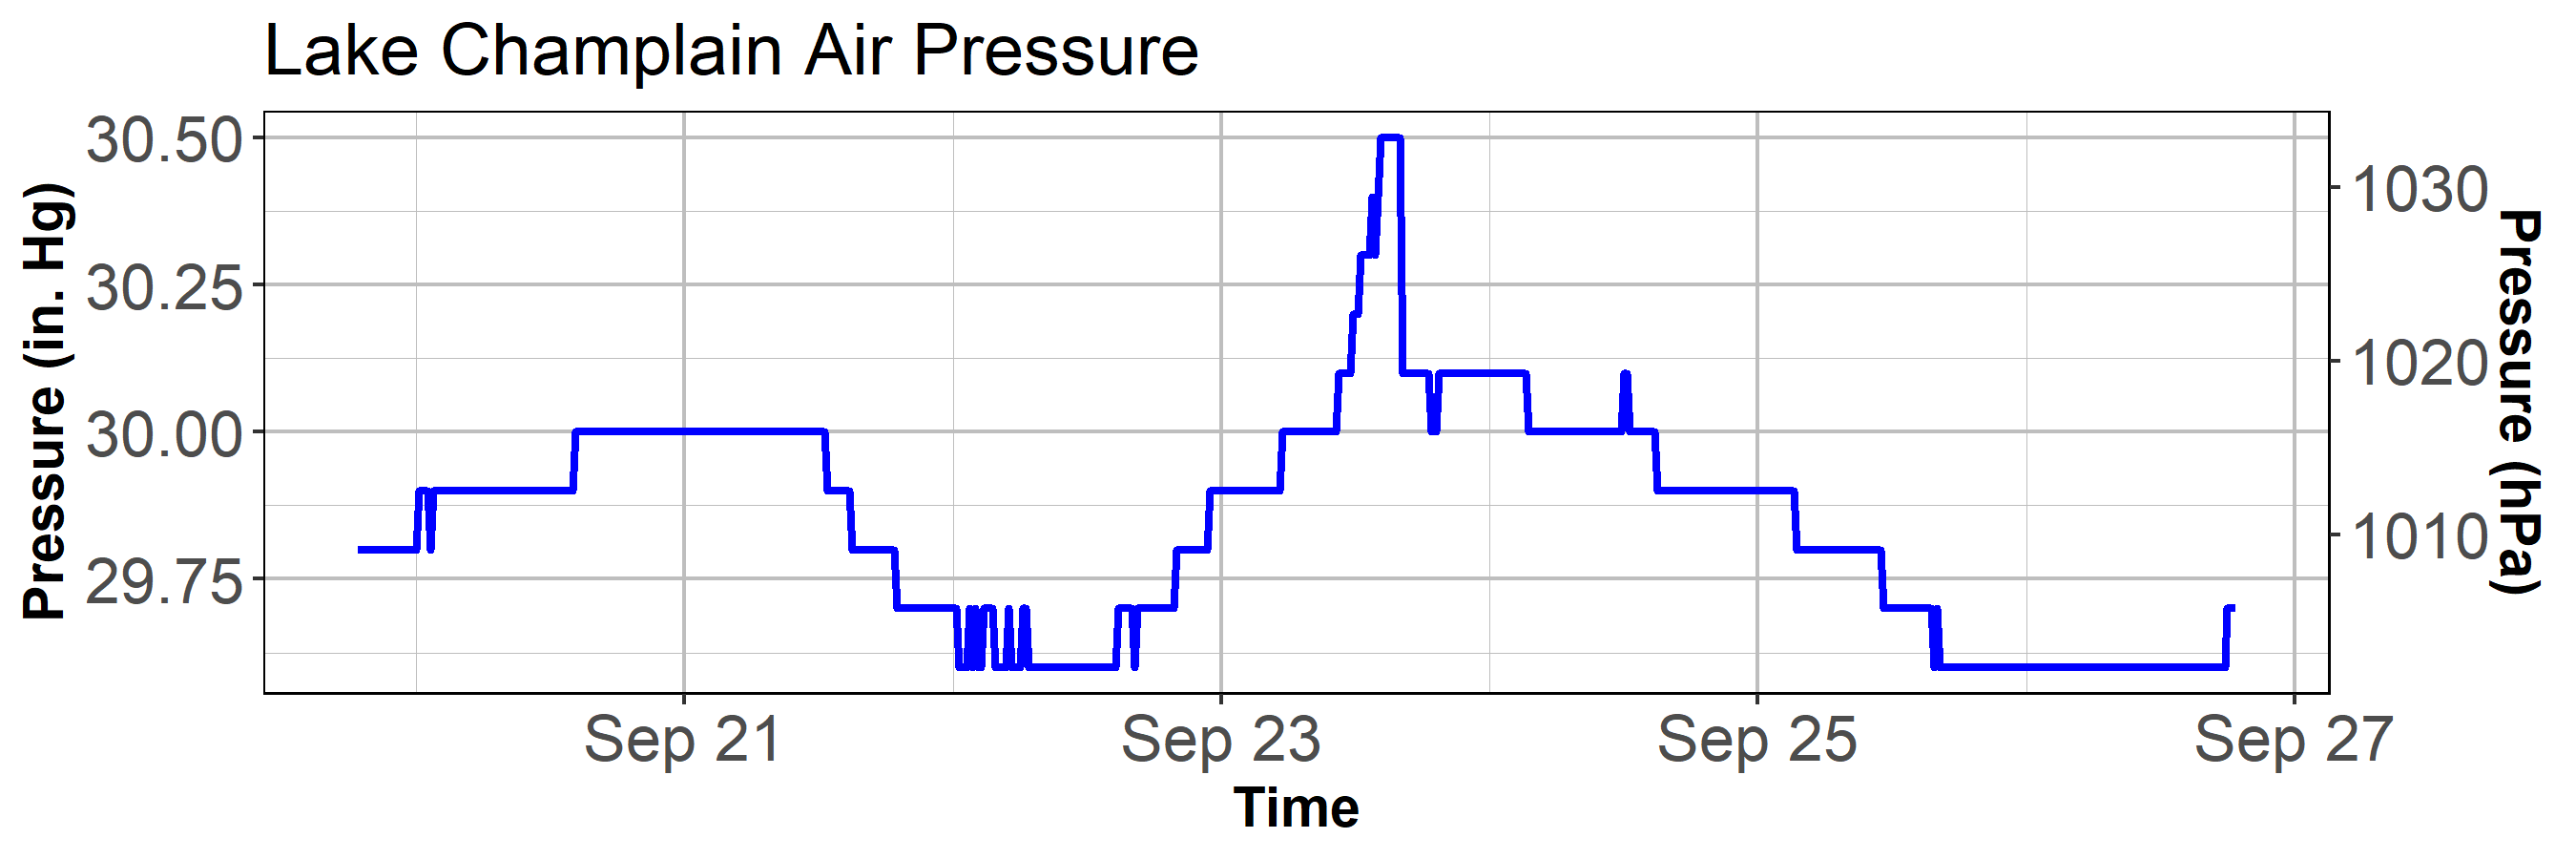 Lake Champlain Air Pressure
Pressure (in. Hg)
30.50
30.25
30.00
29.75
1030
1020
1010
Pressure (hPa)
Sep 21 Sep 23 Sep 25 Sep 27
Time